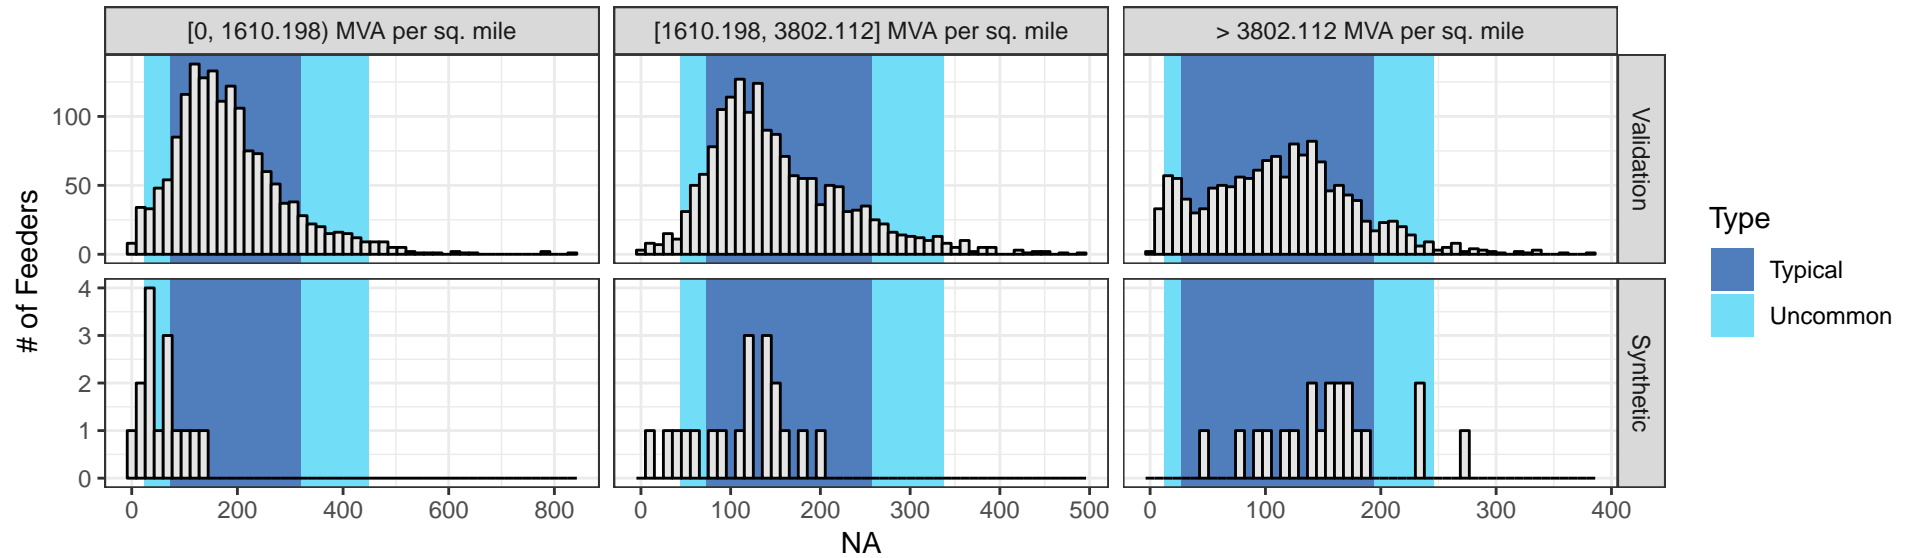 [0, 1610.198) MVA per sq. mile
[1610.198, 3802.112] MVA per sq. mile
> 3802.112 MVA per sq. mile
# of Feeders
100
50
0
Validation
4
3
2
1
0
Synthetic
0 200 400 600 800
0 100 200 300 400 500
0 100 200 300 400
NA
Type
Typical
Uncommon